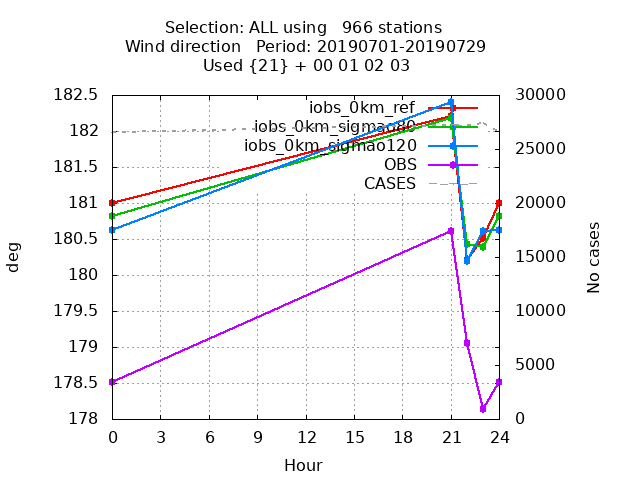 Selection: ALL using   966 stations
Wind direction   Period: 20190701-20190729
Used {21} + 00 01 02 03
182.5
182
181.5
181
180.5
180
179.5
179
178.5
178
deg
iobs_0km_ref
iobs_0km_sigmao80
iobs_0km_sigmao120
OBS
CASES
30000
25000
20000
15000
10000
5000
0
No cases
0 3 6 9 12 15 18 21 24
Hour